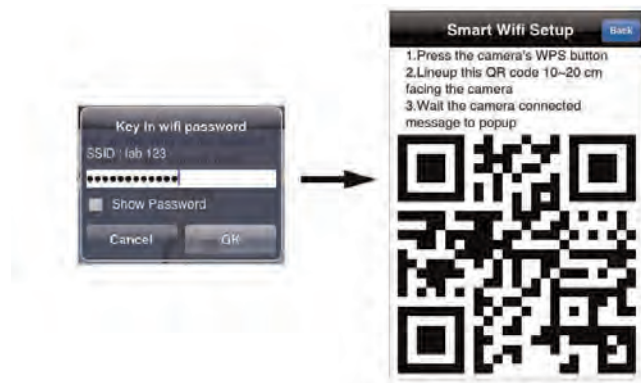 Key in wifi password
SSID : lab 123
Show Password
Cancel
OK
Smart Wifi Setup
Back
1.Press the camera's WPS button
2.Lineup this QR code 10~20 cm
facing the camera
3.Wait the camera connected
message to popup